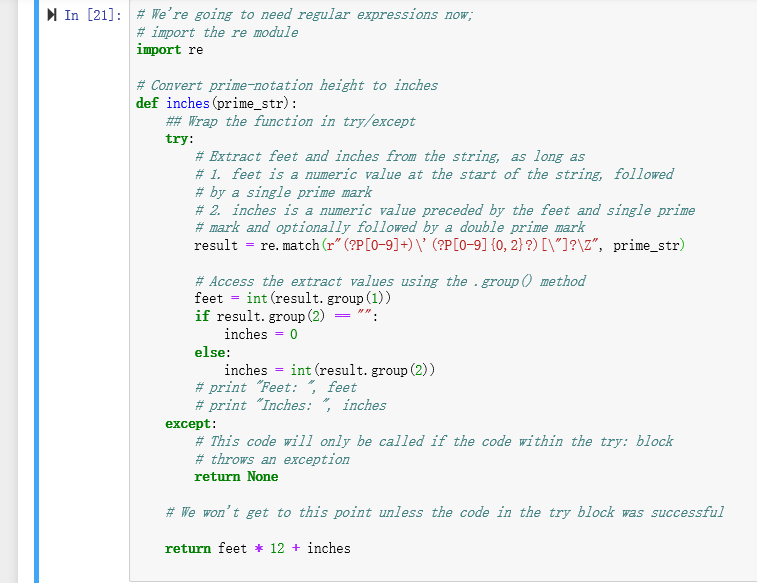 In [21]:
# We're going to need regular expressions now;
# import the re module
import re
# Convert prime-notation height to inches
def inches(prime_str):
## Wrap the function in try/except
try:
# Extract feet and inches from the string, as long as
# 1. feet is a numeric value at the start of the string, followed
# by a single prime mark
# 2. inches is a numeric value preceded by the feet and single prime
# mark and optionally followed by a double prime mark
result = re.match(r"(?P[0-9]+)\'(?P[0-9]{0,2}?)[\"]?\Z", prime_str)
# Access the extract values using the .group() method
feet = int(result.group(1))
if result.group(2) == "":
inches = 0
else:
inches = int(result.group(2))
# print "Feet: ", feet
# print "Inches: ", inches
except:
# This code will only be called if the code within the try: block
# throws an exception
return None
# We won't get to this point unless the code in the try block was successful
return feet * 12 + inches